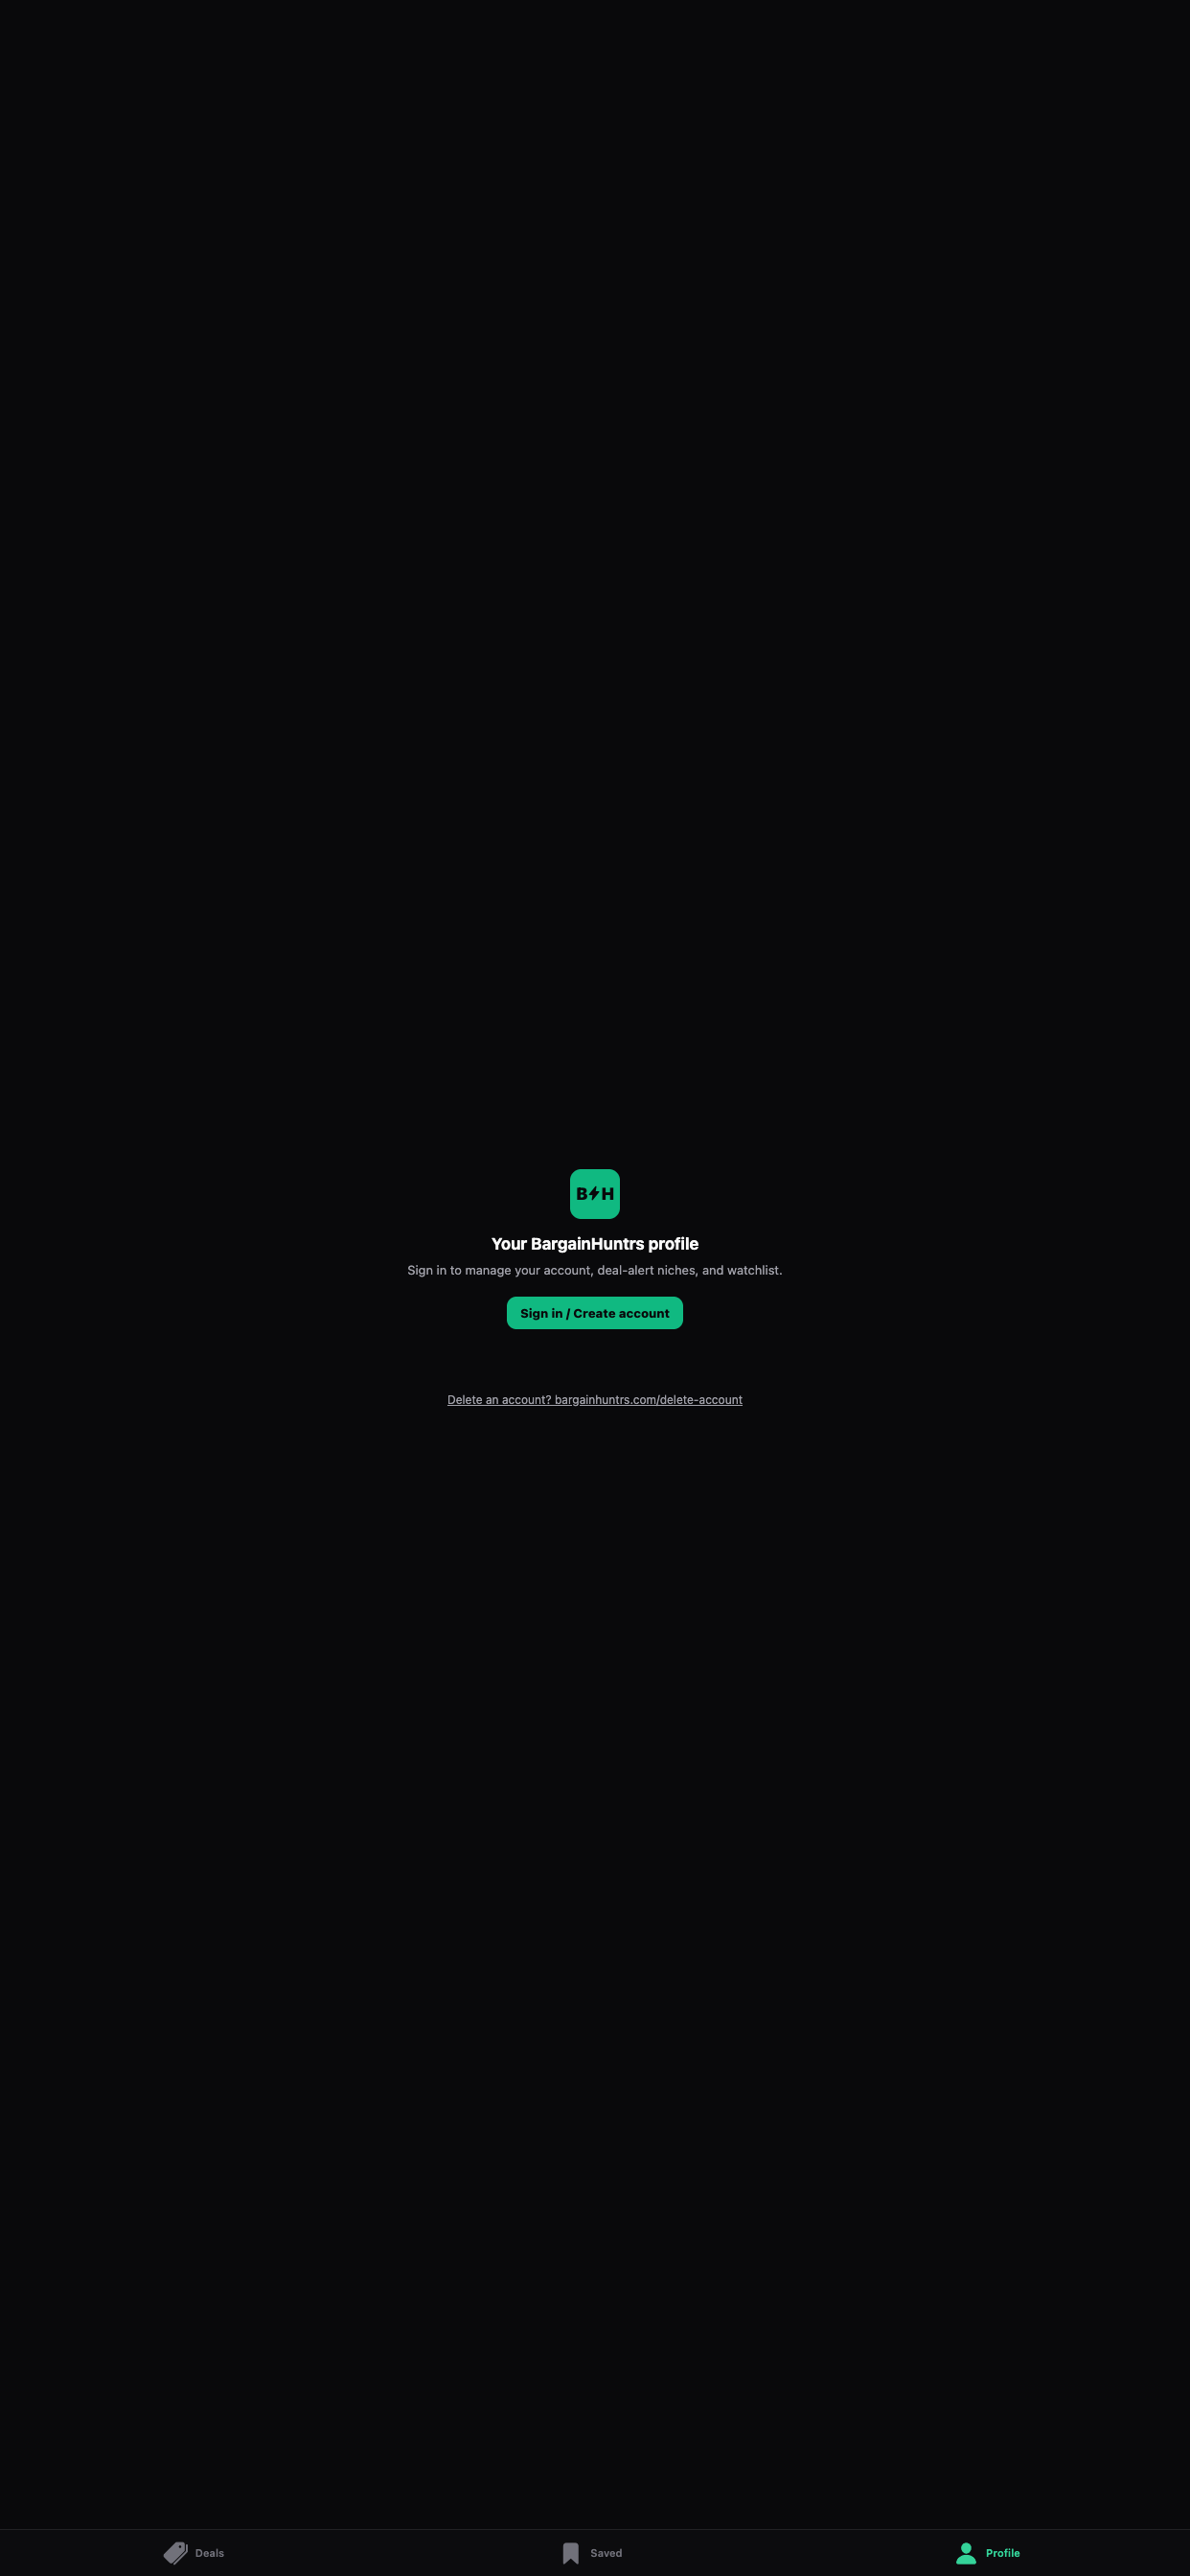 B⚡H
Your BargainHuntrs profile
Sign in to manage your account, deal-alert niches, and watchlist.
Sign in / Create account
Delete an account? bargainhuntrs.com/delete-account
Deals
Saved
Profile